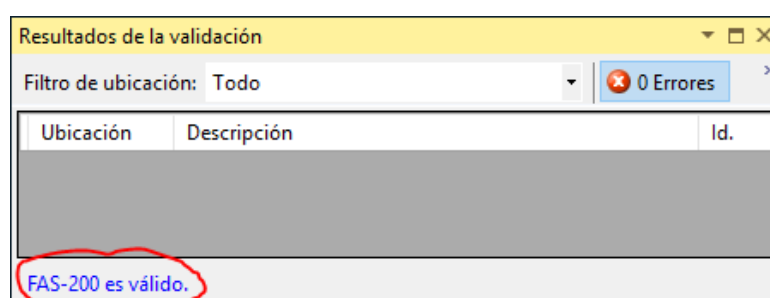 Resultados de la validación
Filtro de ubicación: Todo 0 Errores
Ubicación Descripción Id.
FAS-200 es válido.